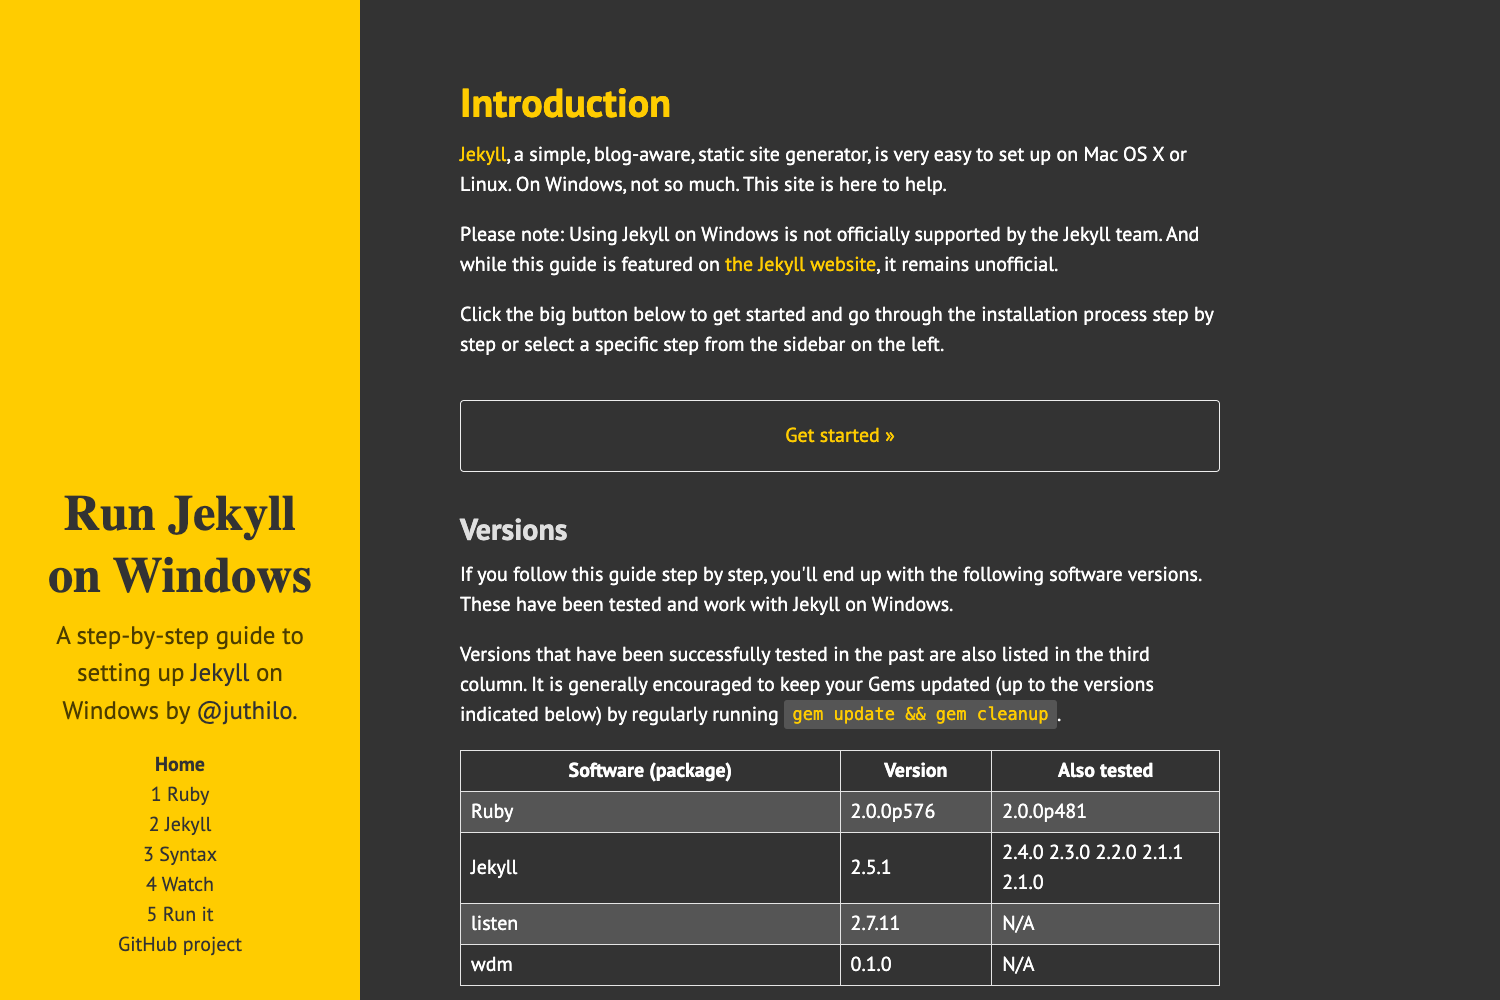 Run Jekyll
on Windows
A step-by-step guide to
setting up Jekyll on
Windows by @juthilo.
Home
1 Ruby
2 Jekyll
3 Syntax
4 Watch
5 Run it
GitHub project
Introduction
Jekyll, a simple, blog-aware, static site generator, is very easy to set up on Mac OS X or
Linux. On Windows, not so much. This site is here to help.
Please note: Using Jekyll on Windows is not officially supported by the Jekyll team. And
while this guide is featured on the Jekyll website, it remains unofficial.
Click the big button below to get started and go through the installation process step by
step or select a specific step from the sidebar on the left.
Get started »
Versions
If you follow this guide step by step, you'll end up with the following software versions.
These have been tested and work with Jekyll on Windows.
Versions that have been successfully tested in the past are also listed in the third
column. It is generally encouraged to keep your Gems updated (up to the versions
indicated below) by regularly running gem update && gem cleanup.
Software (package) Version Also tested
Ruby 2.0.0p576 2.0.0p481
Jekyll 2.5.1 2.4.0 2.3.0 2.2.0 2.1.1
2.1.0
listen 2.7.11 N/A
wdm 0.1.0 N/A